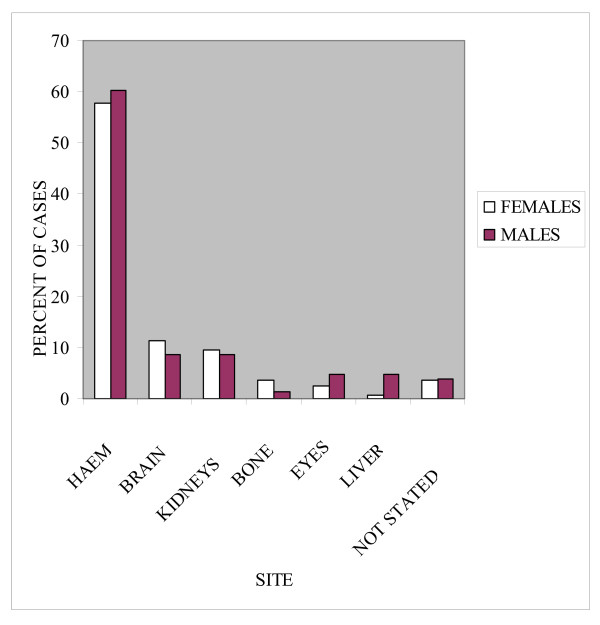 70
60
50
40
30
20
10
0
PERCENT OF CASES
HAEM
BRAIN
KIDNEYS
BONE
EYES
LIVER
NOT STATED
SITE
FEMALES
MALES